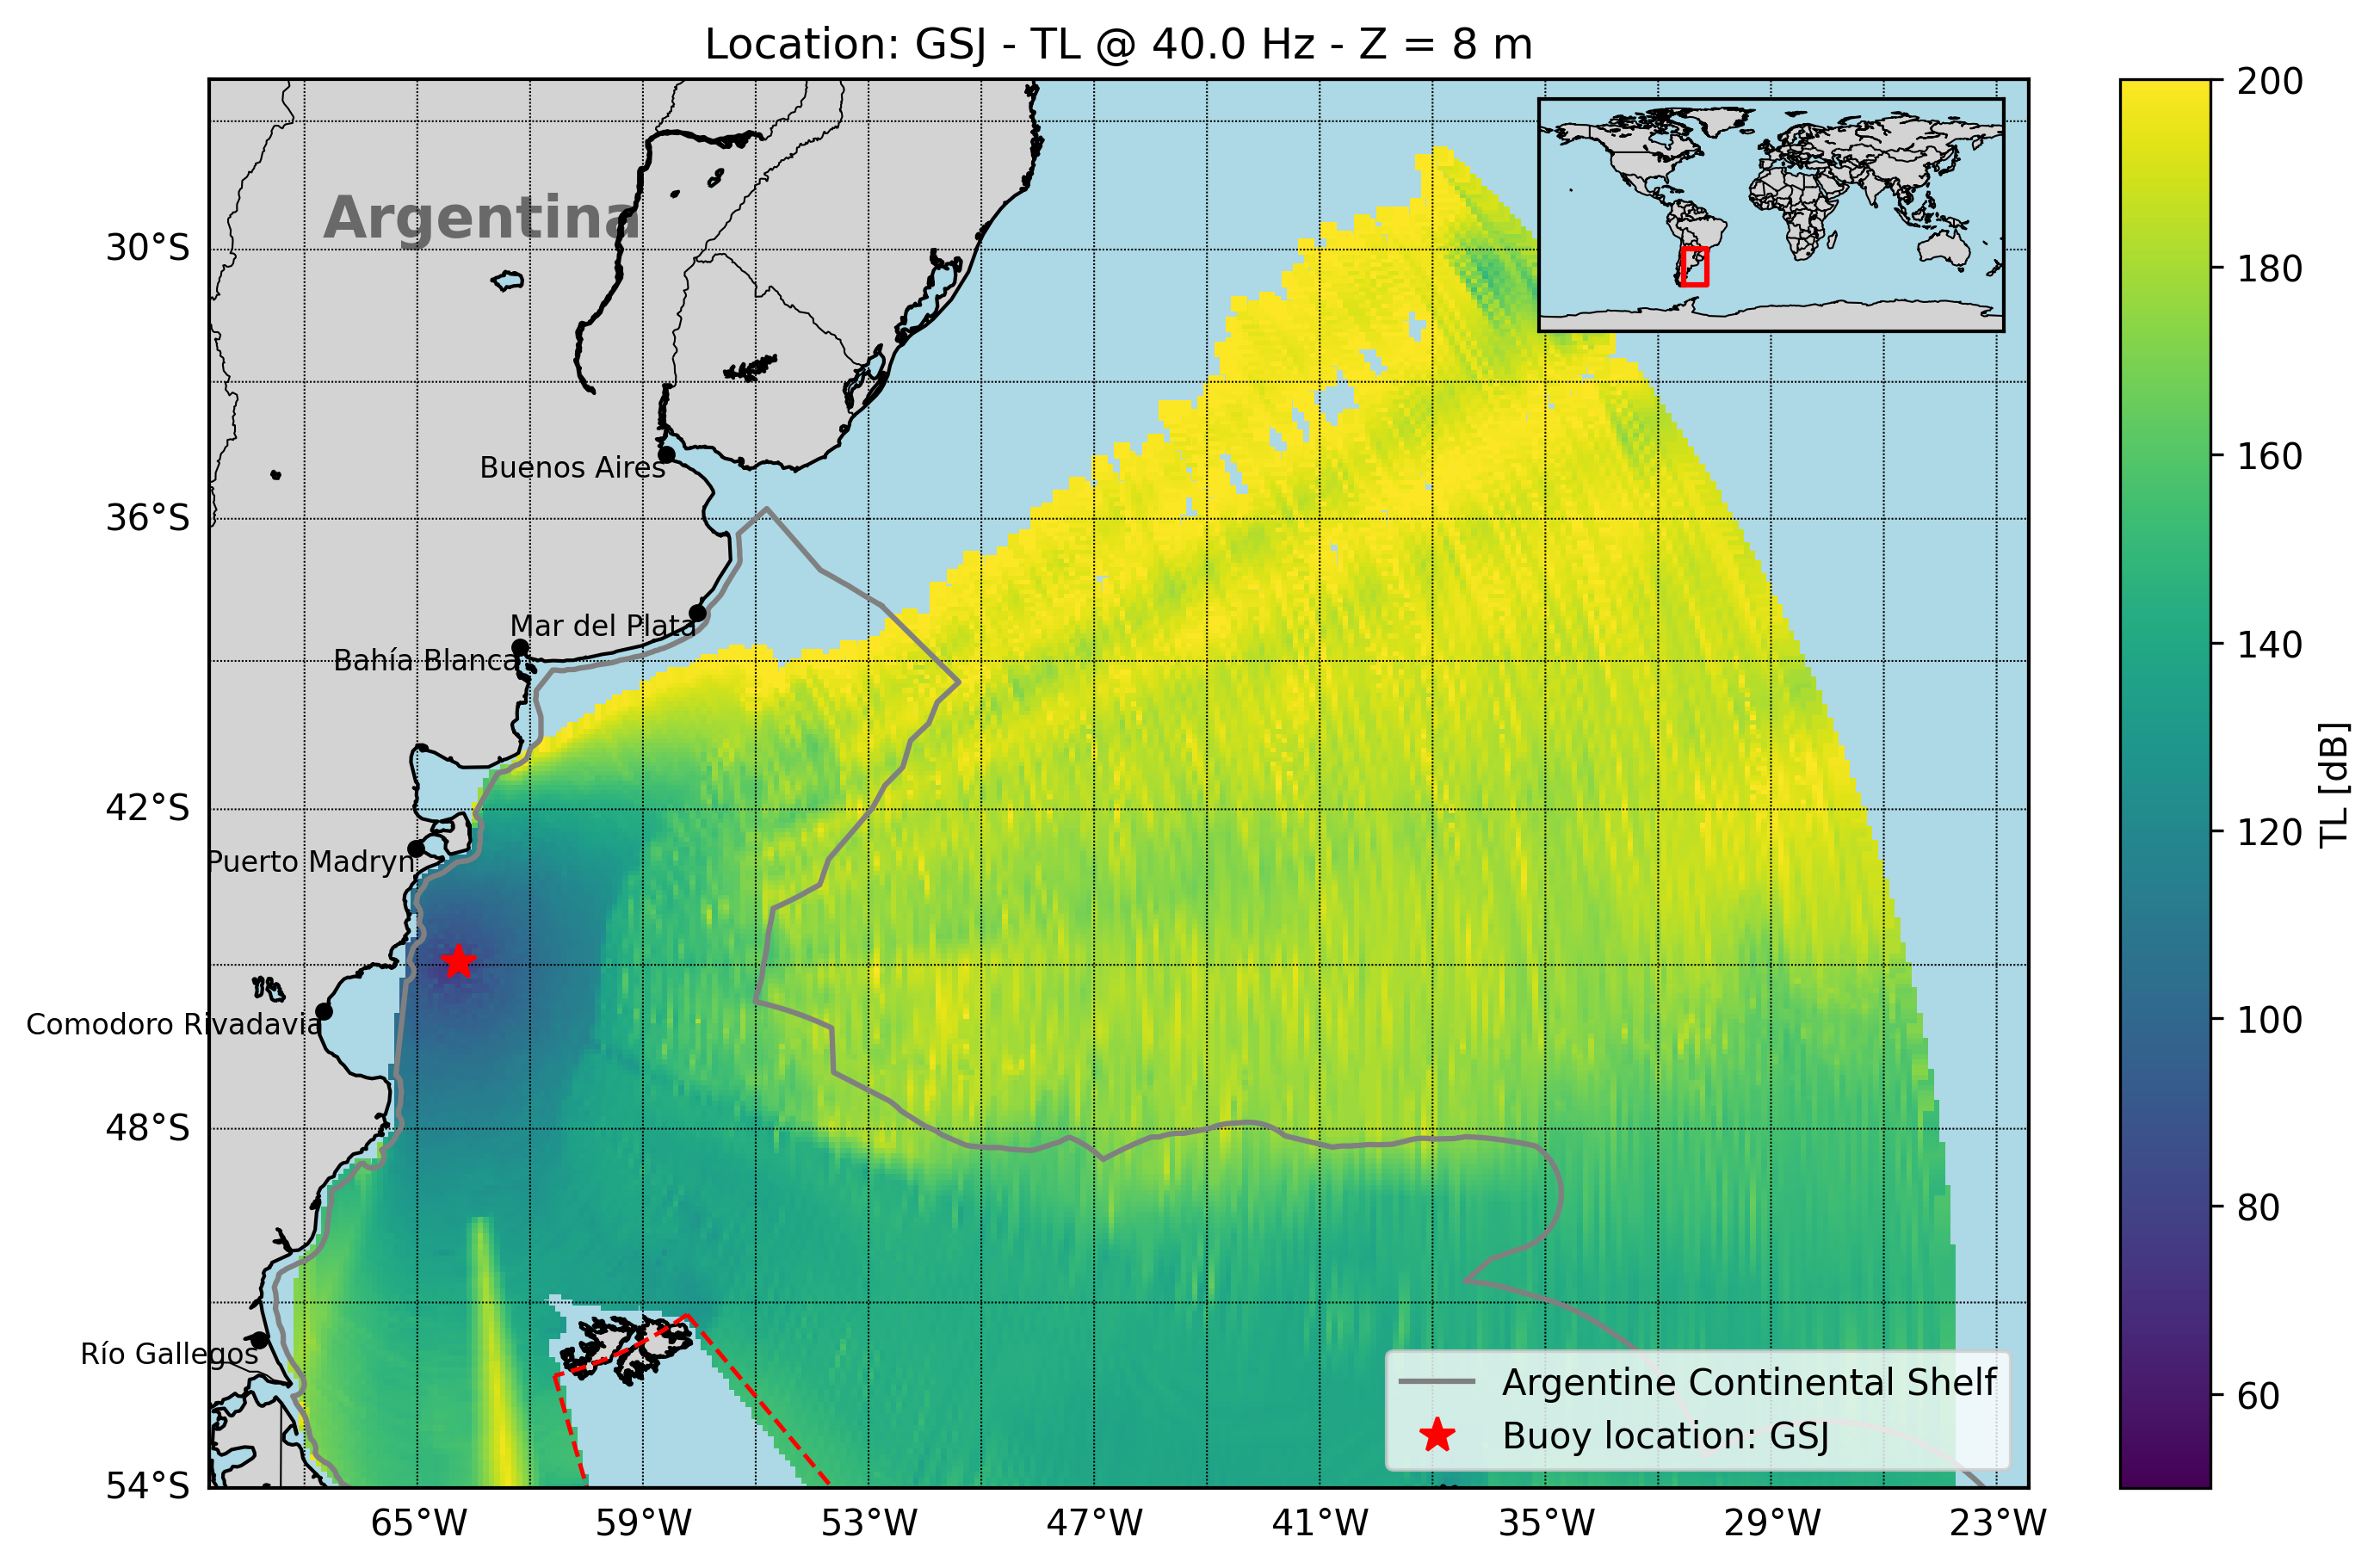 Location: GSJ - TL @ 40.0 Hz - Z = 8 m
Argentina
Buenos Aires
Mar del Plata
Bahía Blanca
Puerto Madryn
Comodoro Rivadavia
Río Gallegos
30°S
36°S
42°S
48°S
54°S
65°W
59°W
53°W
47°W
41°W
35°W
29°W
23°W
Argentine Continental Shelf
Buoy location: GSJ
200
180
160
140
120
100
80
60
TL [dB]